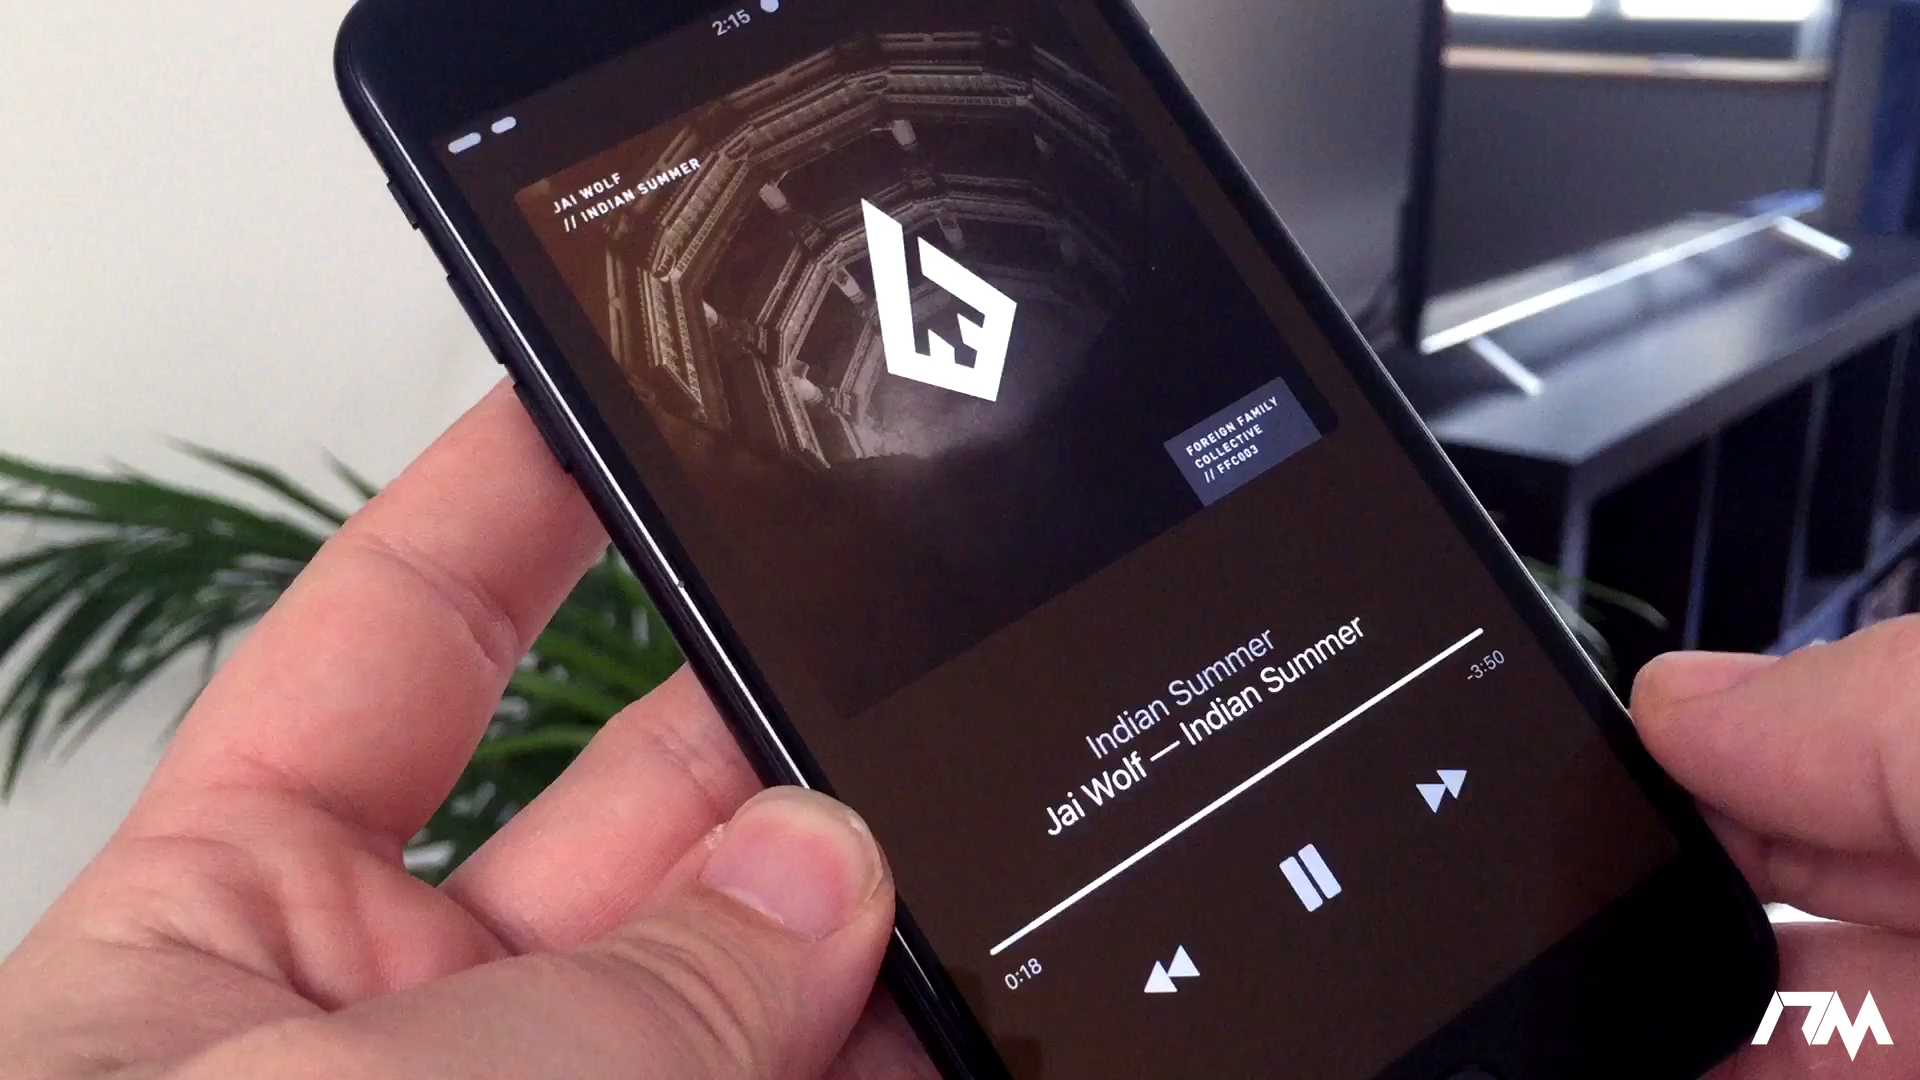 2:15
JAI WOLF
// INDIAN SUMMER
FOREIGN FAMILY
COLLECTIVE
// FFC003
Indian Summer
Jai Wolf — Indian Summer
0:18
-3:50